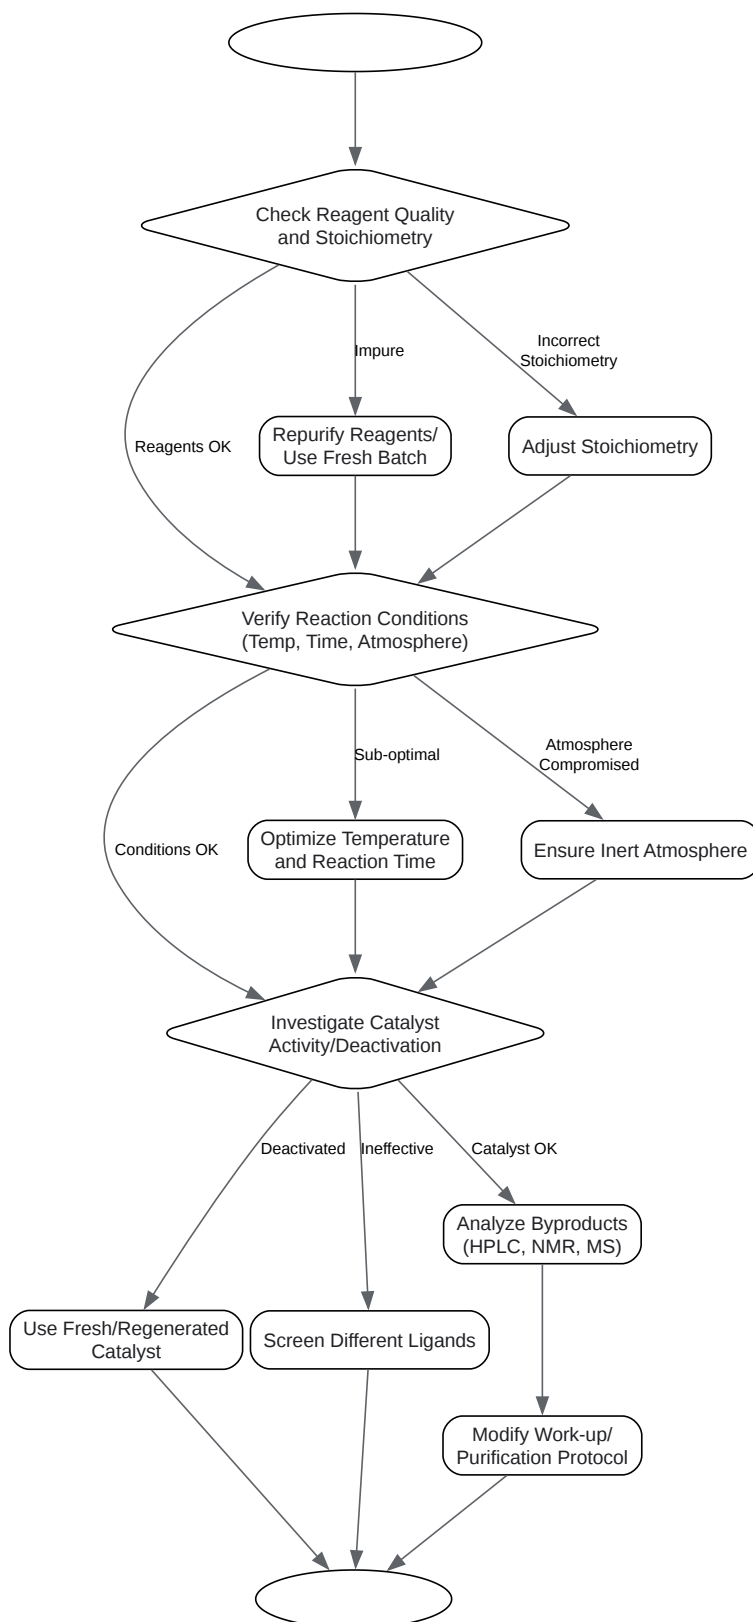 Check Reagent Quality
and Stoichiometry
Impure
Incorrect
Stoichiometry
Reagents OK
Repurify Reagents/
Use Fresh Batch
Adjust Stoichiometry
Verify Reaction Conditions
(Temp, Time, Atmosphere)
Sub-optimal
Atmosphere
Compromised
Conditions OK
Optimize Temperature
and Reaction Time
Ensure Inert Atmosphere
Investigate Catalyst
Activity/Deactivation
Deactivated
Ineffective
Catalyst OK
Analyze Byproducts
(HPLC, NMR, MS)
Use Fresh/Regenerated
Catalyst
Screen Different Ligands
Modify Work-up/
Purification Protocol